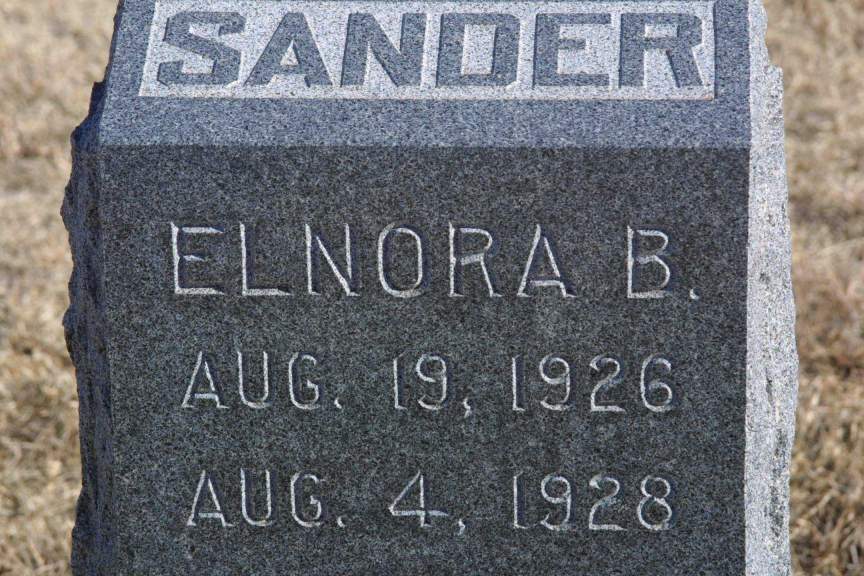 SANDER
ELNORA B.
AUG. 19, 1926
AUG. 4, 1928